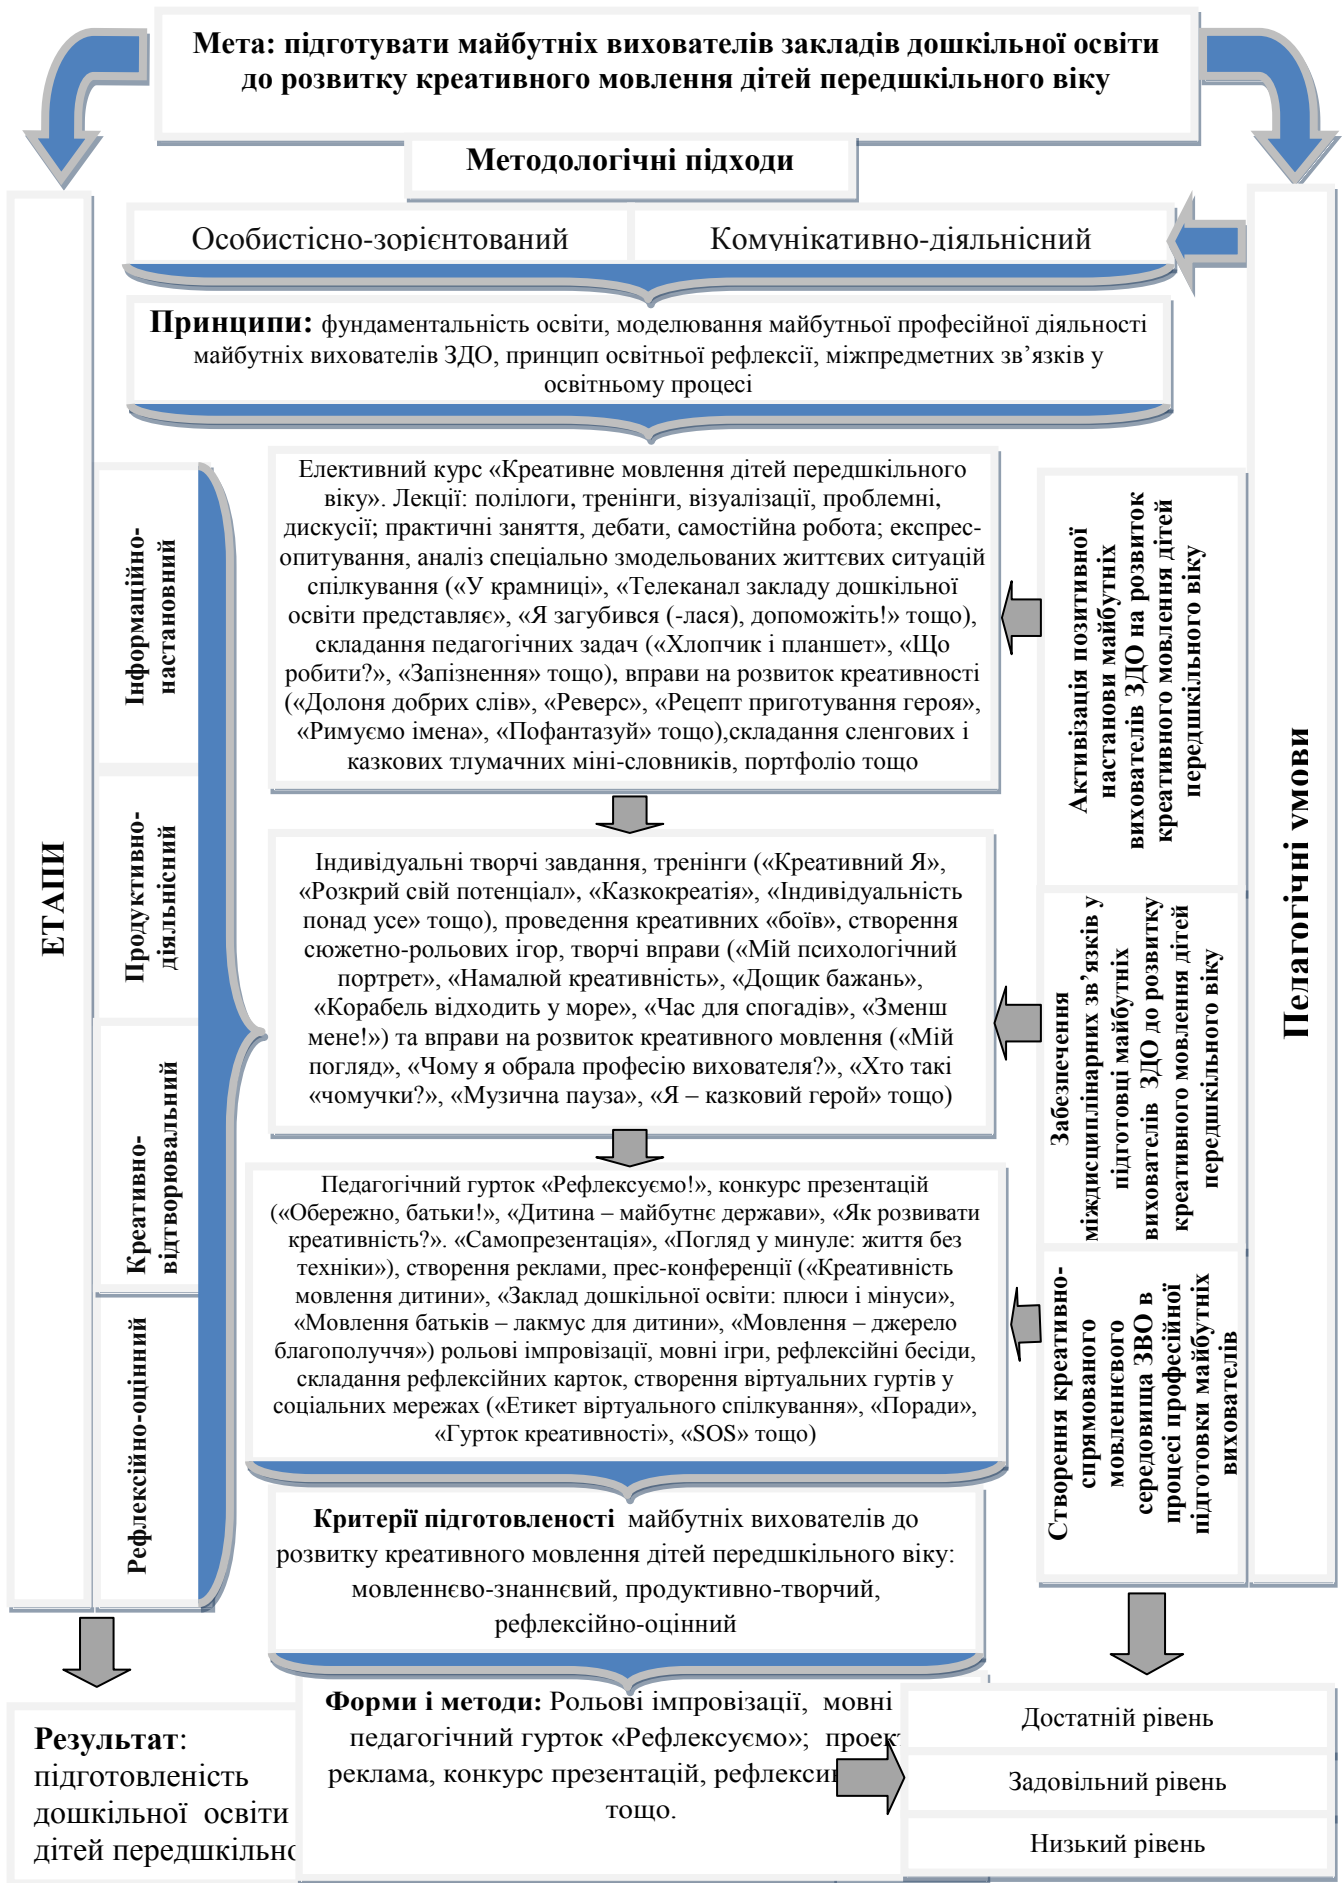 Мета: підготувати майбутніх вихователів закладів дошкільної освіти
до розвитку креативного мовлення дітей передшкільного віку
Методологічні підходи
Особистісно-зорієнтований
Комунікативно-діяльнісний
Принципи: фундаментальність освіти, моделювання майбутньої професійної діяльності
майбутніх вихователів ЗДО, принцип освітньої рефлексії, міжпредметних зв’язків у
освітньому процесі
ЕТАПИ
Інформаційно-
настановний
Продуктивно-
діяльнісний
Креативно-
відтворювальний
Рефлексійно-оцінний
Елективний курс «Креативне мовлення дітей передшкільного
віку». Лекції: полілоги, тренінги, візуалізації, проблемні,
дискусії; практичні заняття, дебати, самостійна робота; експрес-
опитування, аналіз спеціально змодельованих життєвих ситуацій
спілкування («У крамниці», «Телеканал закладу дошкільної
освіти представляє», «Я загубився (-лася), допоможіть!» тощо),
складання педагогічних задач («Хлопчик і планшет», «Що
робити?», «Запізнення» тощо), вправи на розвиток креативності
(«Долоня добрих слів», «Реверс», «Рецепт приготування героя»,
«Римуємо імена», «Пофантазуй» тощо),складання сленгових і
казкових тлумачних міні-словників, портфоліо тощо
Індивідуальні творчі завдання, тренінги («Креативний Я»,
«Розкрий свій потенціал», «Казкокреатія», «Індивідуальність
понад усе» тощо), проведення креативних «боїв», створення
сюжетно-рольових ігор, творчі вправи («Мій психологічний
портрет», «Намалюй креативність», «Дощик бажань»,
«Корабель відходить у море», «Час для спогадів», «Зменш
мене!») та вправи на розвиток креативного мовлення («Мій
погляд», «Чому я обрала професію вихователя?», «Хто такі
«чомучки?», «Музична пауза», «Я – казковий герой» тощо)
Педагогічний гурток «Рефлексуємо!», конкурс презентацій
(«Обережно, батьки!», «Дитина – майбутнє держави», «Як розвивати
креативність?». «Самопрезентація», «Погляд у минуле: життя без
техніки»), створення реклами, прес-конференції («Креативність
мовлення дитини», «Заклад дошкільної освіти: плюси і мінуси»,
«Мовлення батьків – лакмус для дитини», «Мовлення – джерело
благополуччя») рольові імпровізації, мовні ігри, рефлексійні бесіди,
складання рефлексійних карток, створення віртуальних гуртів у
соціальних мережах («Етикет віртуального спілкування», «Поради»,
«Гурток креативності», «SOS» тощо)
Активізація позитивної
настанови майбутніх
вихователів ЗДО на розвиток
креативного мовлення дітей
передшкільного віку
Забезпечення
міждисциплінарних зв’язків у
підготовці майбутніх
вихователів ЗДО до розвитку
креативного мовлення дітей
передшкільного віку
Створення креативно-
спрямованого
мовленнєвого
середовища ЗВО в
процесі професійної
підготовки майбутніх
вихователів
Педагогічні умови
Критерії підготовленості майбутніх вихователів до
розвитку креативного мовлення дітей передшкільного віку:
мовленнєво-знаннєвий, продуктивно-творчий,
рефлексійно-оцінний
Результат:
підготовленість
дошкільної освіти
дітей
Форми і методи: Рольові імпровізації, мовні
педагогічний гурток «Рефлексуємо»;
реклама, конкурс презентацій,
тощо.
Достатній рівень
Задовільний рівень
Низький рівень